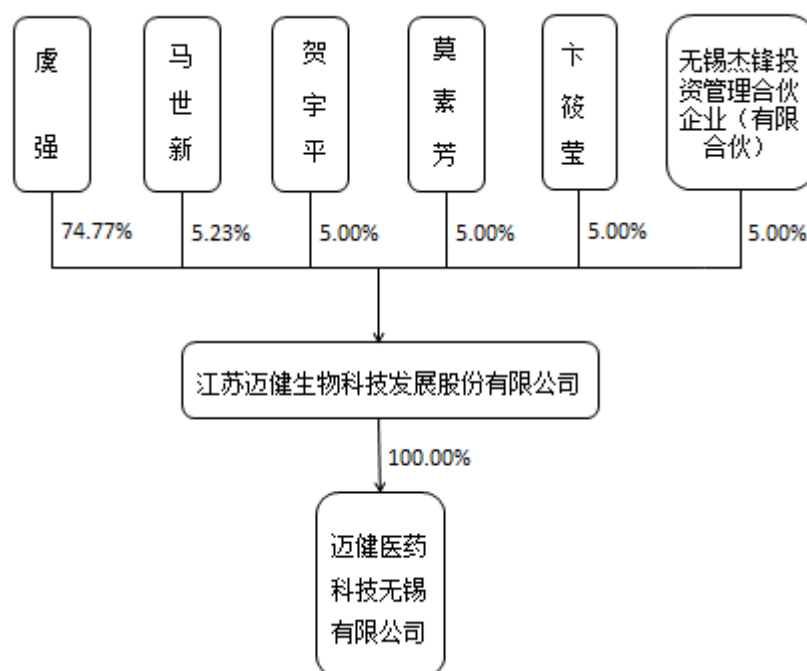 虞强
马世新
贺宇平
莫素芳
卞筱莹
无锡杰锋投
资管理合伙
企业（有限
合伙）
74.77%
5.23%
5.00%
5.00%
5.00%
5.00%
江苏迈健生物科技发展股份有限公司
100.00%
迈健医药
科技无锡
有限公司